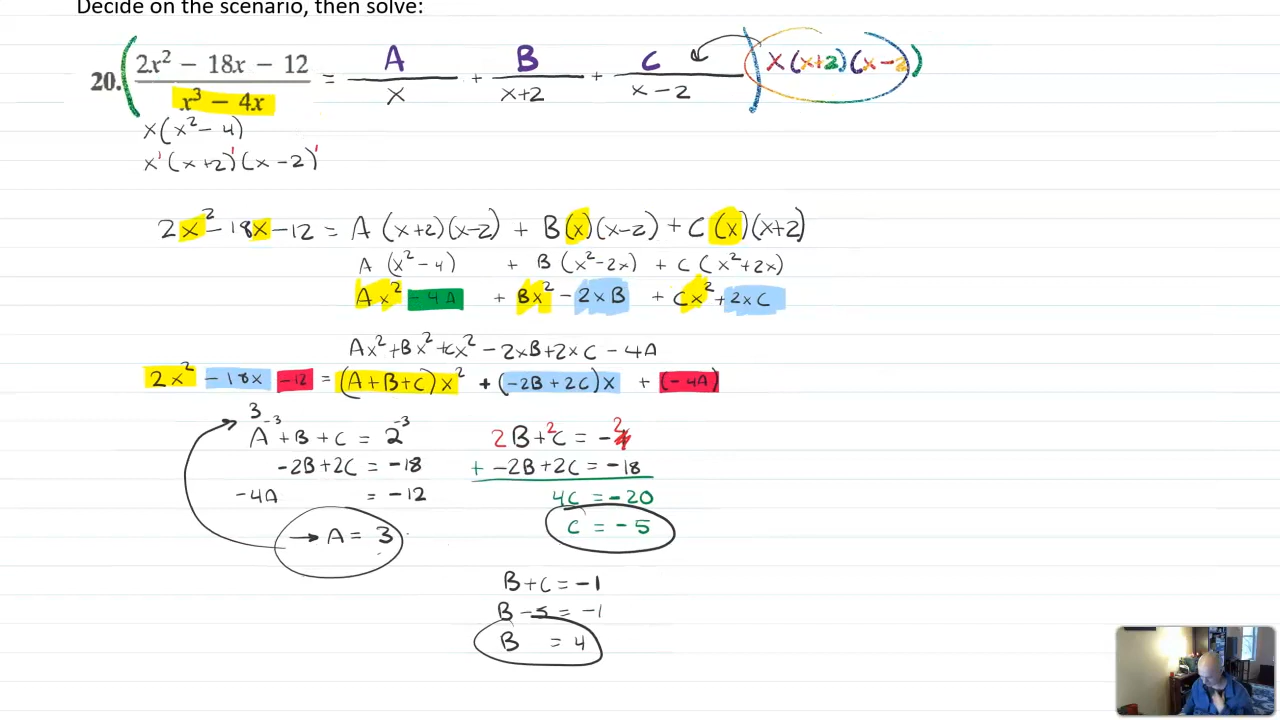 Decide on the scenario, then solve:
20. (2x² − 18x − 12)/(x³ − 4x) = A/x + B/(x+2) + C/(x−2) x(x+2)(x−2)
x(x² − 4)
x¹(x+2)¹(x−2)¹
2x² − 18x − 12 = A(x+2)(x−2) + B(x)(x−2) + C(x)(x+2)
A(x²−4) + B(x²−2x) + C(x²+2x)
Ax² − 4A + Bx² − 2xB + Cx² + 2xC
Ax² + Bx² + Cx² − 2xB + 2xC − 4A
2x² − 18x − 12 = (A+B+C)x² + (−2B+2C)x + (−4A)
3
A⁻³ + B + C = 2⁻³
−2B + 2C = −18
−4A = −12
→ A = 3
2B + 2C = −2
+ −2B + 2C = −18
4C = −20
C = −5
B + C = −1
B − 5 = −1
B = 4